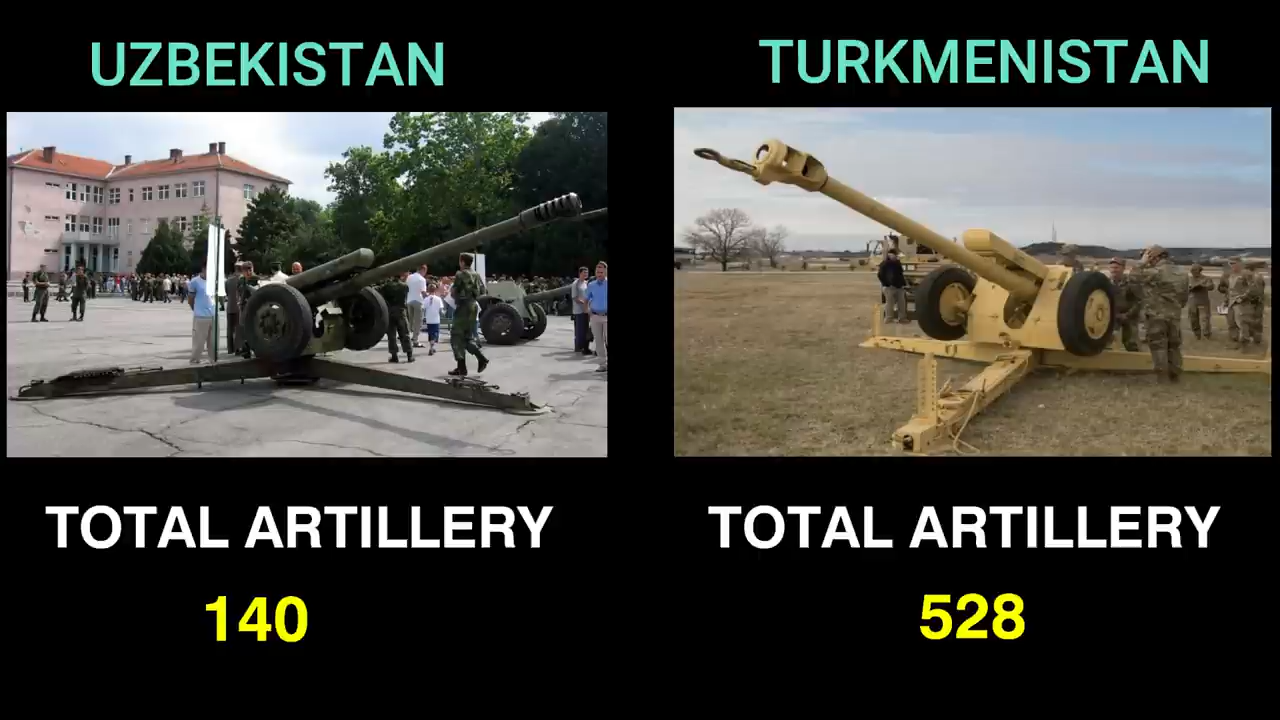 UZBEKISTAN
TURKMENISTAN
TOTAL ARTILLERY
140
TOTAL ARTILLERY
528